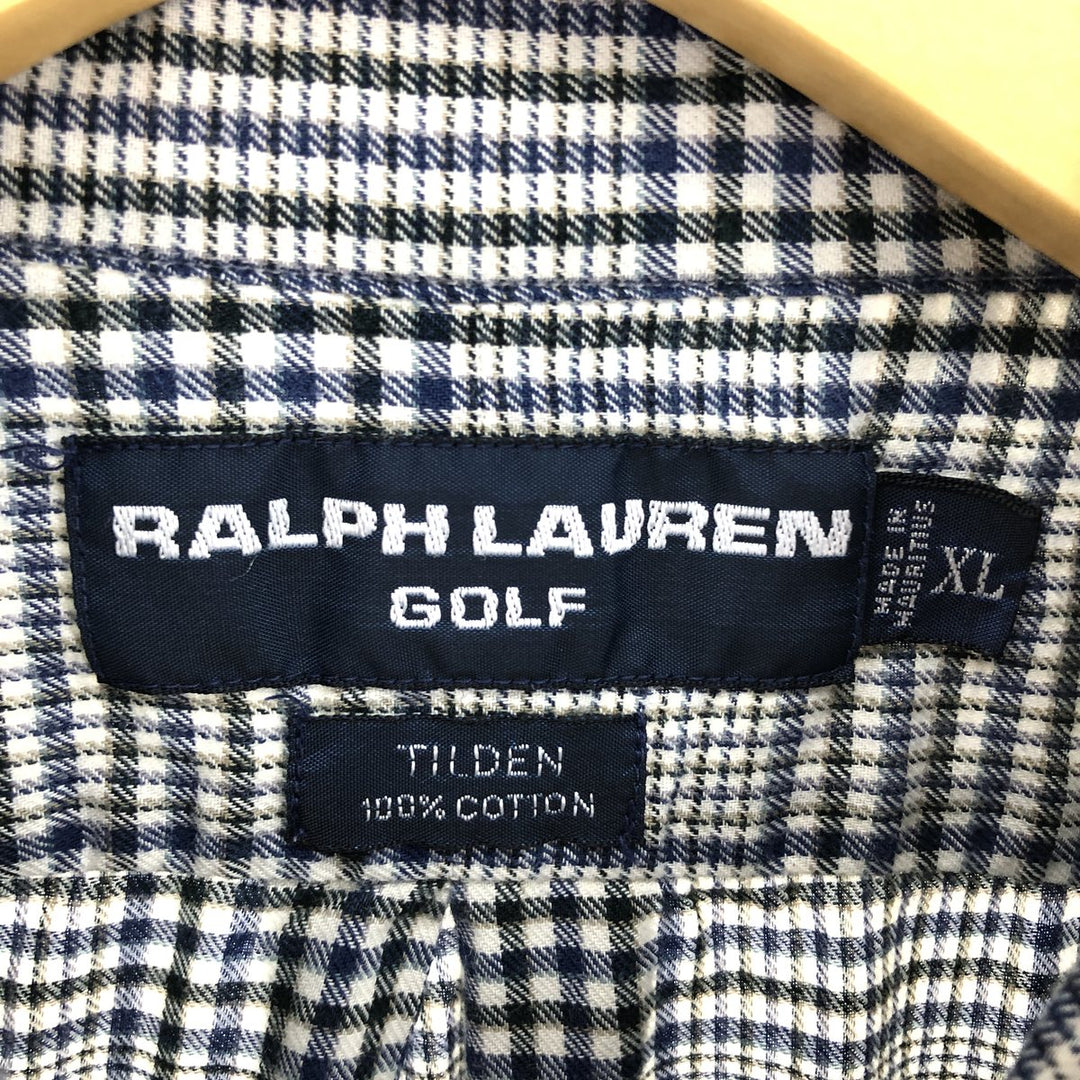 RALPH LAUREN
GOLF
MADE IN
MAURITIUS
XL
TILDEN
100% COTTON